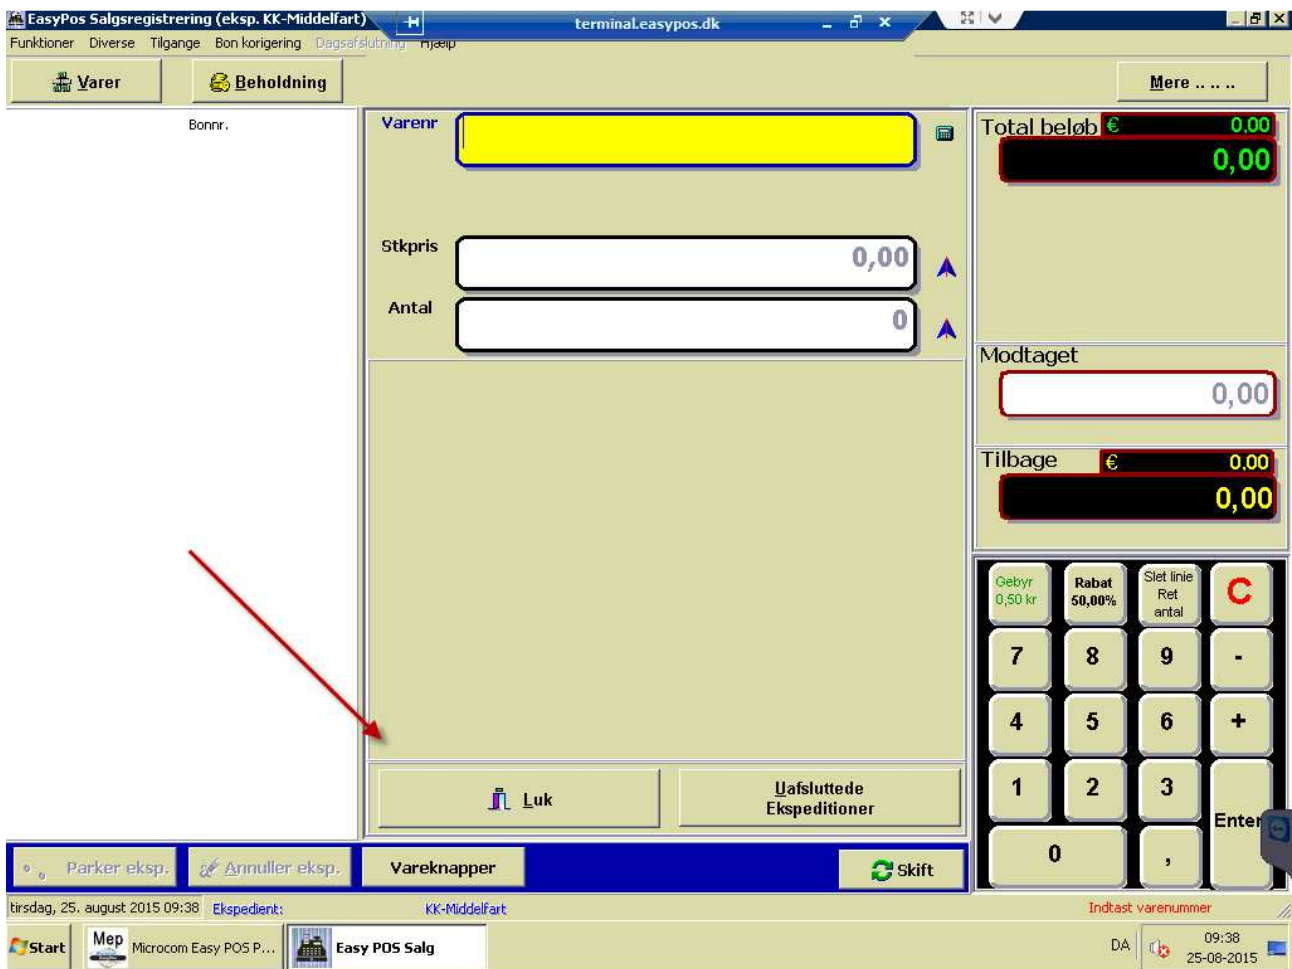 EasyPos Salgsregistrering (eksp. KK-Middelfart)
terminal.easypos.dk
Funktioner Diverse Tilgange Bon korigering Dagsafslutning Hjælp
Varer
Beholdning
Mere .. .. ..
Bonnr.
Varenr
Total beløb € 0,00
0,00
Stkpris
0,00
Antal
0
Modtaget
0,00
Tilbage € 0,00
0,00
Gebyr
0,50 kr
Rabat
50,00%
Slet linie
Ret
antal
C
7 8 9 -
4 5 6 +
1 2 3
Enter
0 ,
Luk
Uafsluttede
Ekspeditioner
Parker eksp.
Annuller eksp.
Vareknapper
Skift
tirsdag, 25. august 2015 09:38 Ekspedient: KK-Middelfart
Indtast varenummer
Start
Mep
Microcom Easy POS P...
Easy POS Salg
DA
09:38
25-08-2015